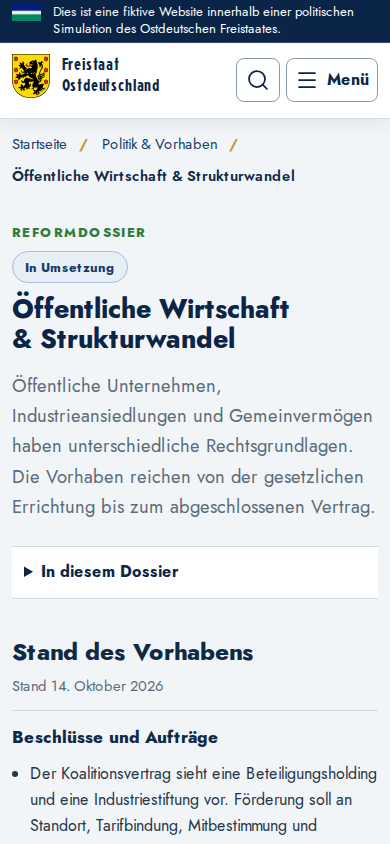 Dies ist eine fiktive Website innerhalb einer politischen
Simulation des Ostdeutschen Freistaates.
Freistaat
Ostdeutschland
Menü
Startseite / Politik & Vorhaben /
Öffentliche Wirtschaft & Strukturwandel
REFORMDOSSIER
In Umsetzung
Öffentliche Wirtschaft
& Strukturwandel
Öffentliche Unternehmen,
Industrieansiedlungen und Gemeinvermögen
haben unterschiedliche Rechtsgrundlagen.
Die Vorhaben reichen von der gesetzlichen
Errichtung bis zum abgeschlossenen Vertrag.
In diesem Dossier
Stand des Vorhabens
Stand 14. Oktober 2026
Beschlüsse und Aufträge
Der Koalitionsvertrag sieht eine Beteiligungsholding
und eine Industriestiftung vor. Förderung soll an
Standort, Tarifbindung, Mitbestimmung und